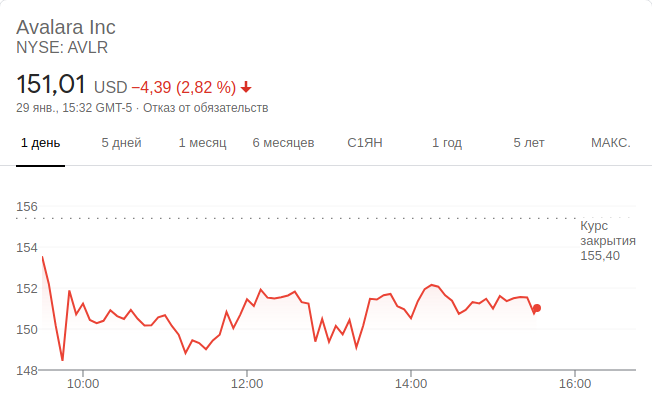 Avalara Inc
NYSE: AVLR
151,01 USD −4,39 (2,82 %)
29 янв., 15:32 GMT-5 · Отказ от обязательств
1 день 5 дней 1 месяц 6 месяцев С1ЯН 1 год 5 лет МАКС.
156
Курс
закрытия
155,40
154
152
150
148
10:00 12:00 14:00 16:00